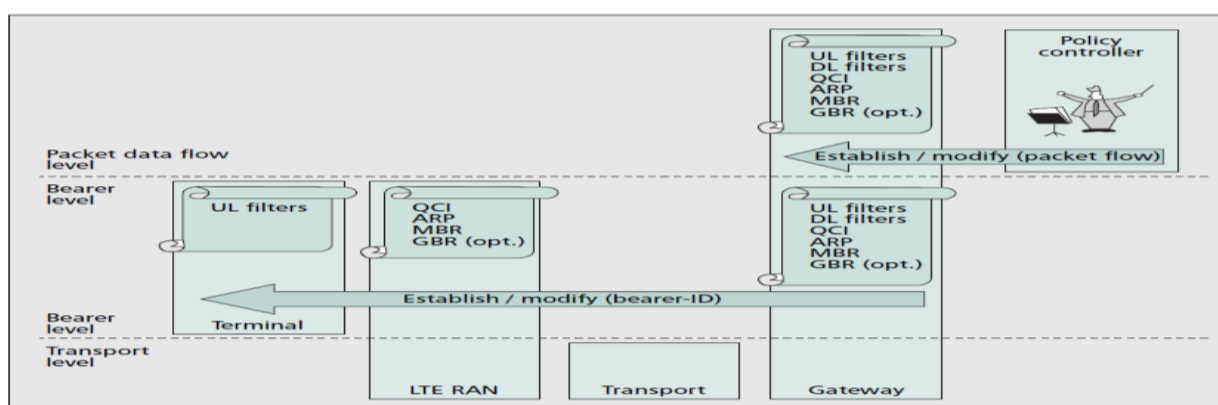 UL filters
DL filters
QCI
ARP
MBR
GBR (opt.)
Policy
controller
Establish / modify (packet flow)
Packet data flow
level
Bearer
level
UL filters
QCI
ARP
MBR
GBR (opt.)
UL filters
DL filters
QCI
ARP
MBR
GBR (opt.)
Establish / modify (bearer-ID)
Bearer
level
Terminal
Transport
level
LTE RAN
Transport
Gateway